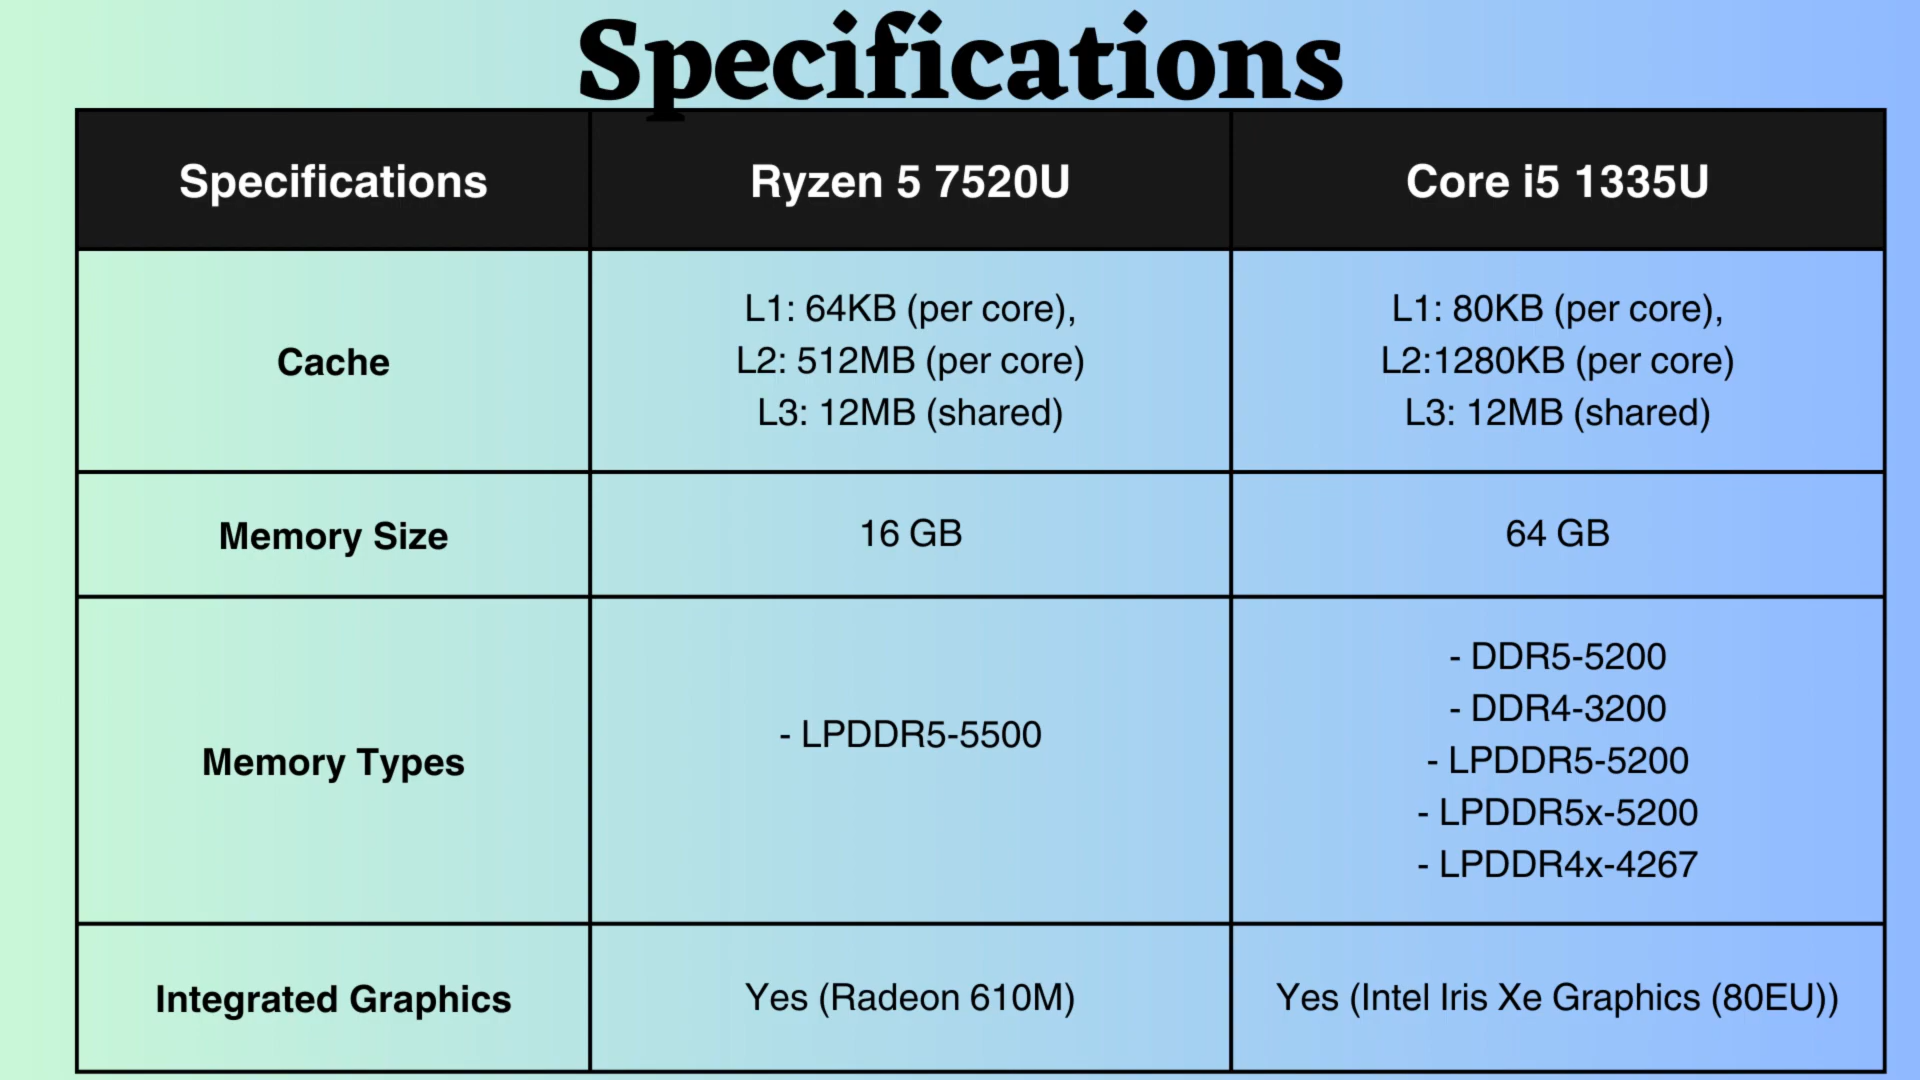 Specifications
Specifications
Ryzen 5 7520U
Core i5 1335U
Cache
L1: 64KB (per core),
L2: 512MB (per core)
L3: 12MB (shared)
L1: 80KB (per core),
L2:1280KB (per core)
L3: 12MB (shared)
Memory Size
16 GB
64 GB
Memory Types
- LPDDR5-5500
- DDR5-5200
- DDR4-3200
- LPDDR5-5200
- LPDDR5x-5200
- LPDDR4x-4267
Integrated Graphics
Yes (Radeon 610M)
Yes (Intel Iris Xe Graphics (80EU))